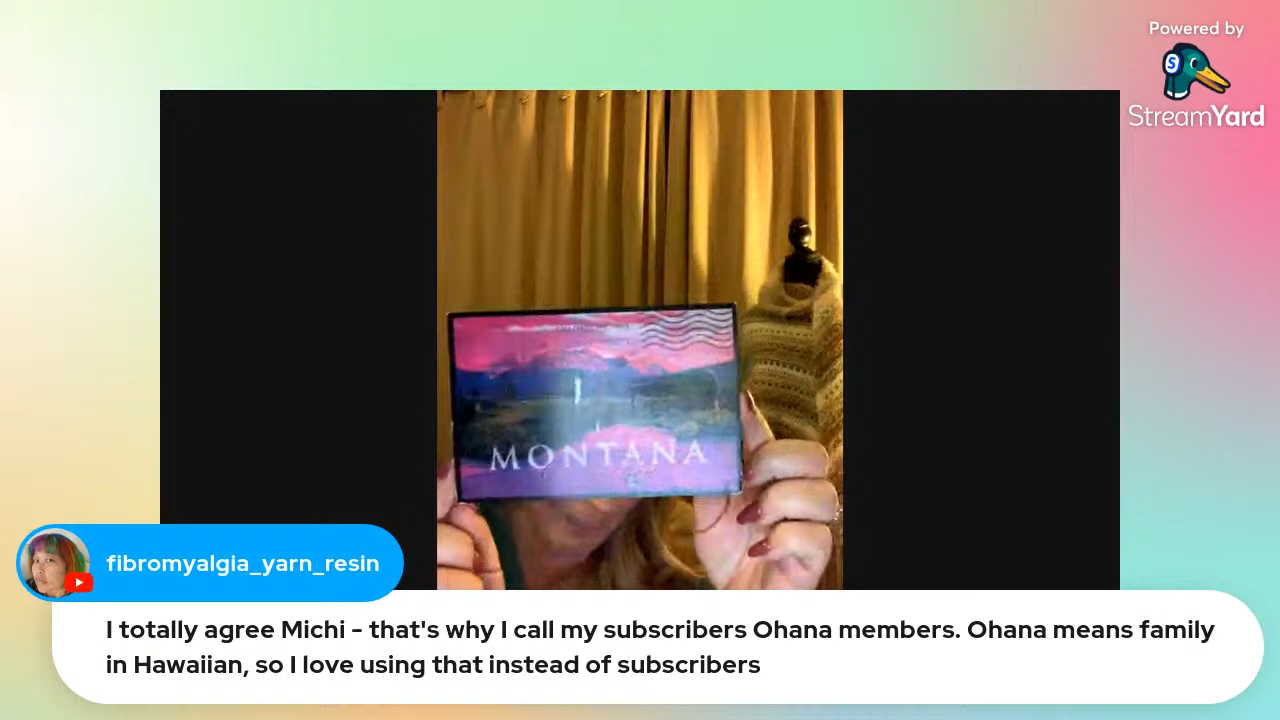 Powered by
StreamYard
MONTANA
fibromyalgia_yarn_resin
I totally agree Michi - that's why I call my subscribers Ohana members. Ohana means family
in Hawaiian, so I love using that instead of subscribers